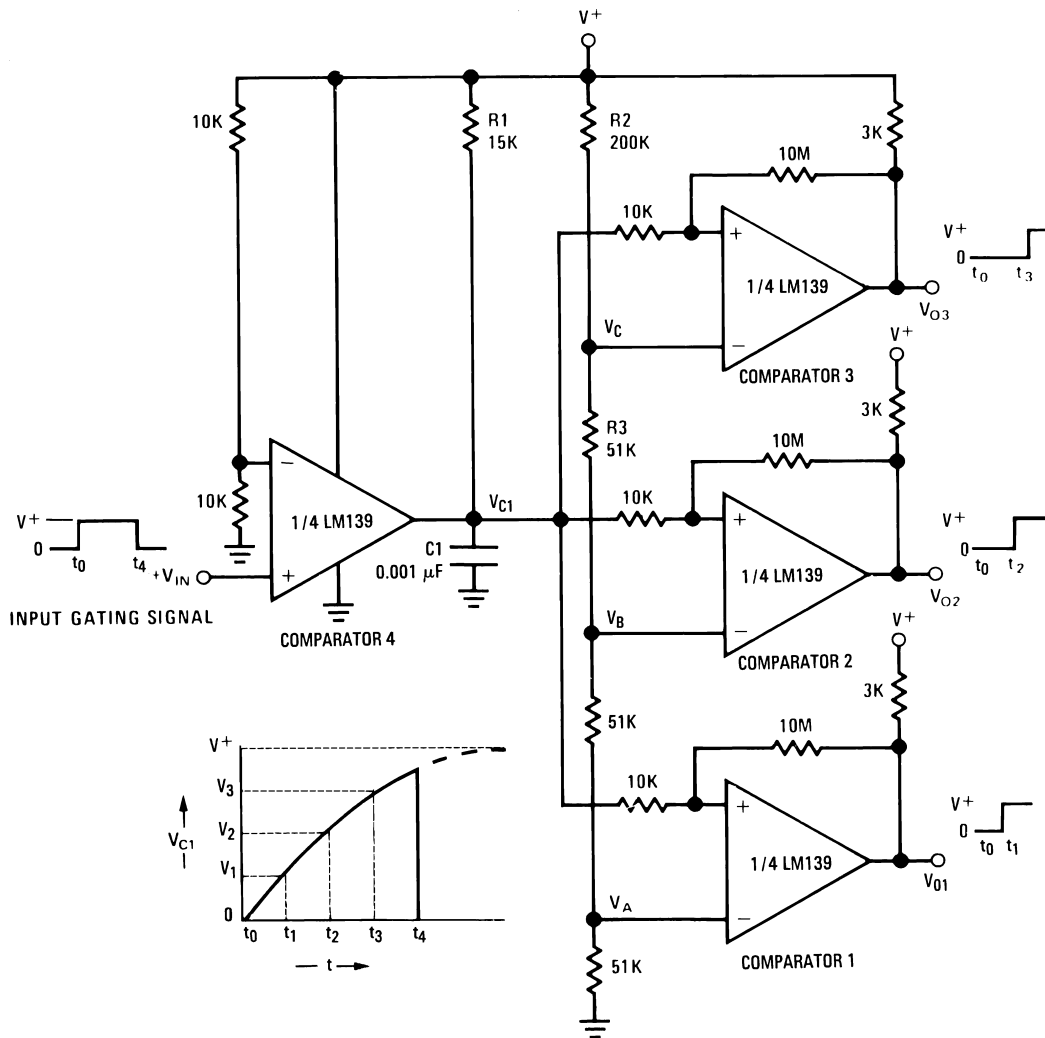 V+
10K
R1
15K
R2
200K
3K
10M
10K
+
1/4 LM139
−
V+
0
t0
t3
VO3
VC
COMPARATOR 3
V+
3K
R3
51K
10M
−
10K
1/4 LM139
+
VC1
C1
0.001 μF
10K
+
1/4 LM139
−
V+
0
t0
t2
VO2
V+
0
t0
t4
+VIN
INPUT GATING SIGNAL
COMPARATOR 4
VB
COMPARATOR 2
V+
3K
51K
10M
10K
+
1/4 LM139
−
V+
0
t0
t1
V01
VA
COMPARATOR 1
51K
V+
V3
V2
V1
0
VC1
t0
t1
t2
t3
t4
t